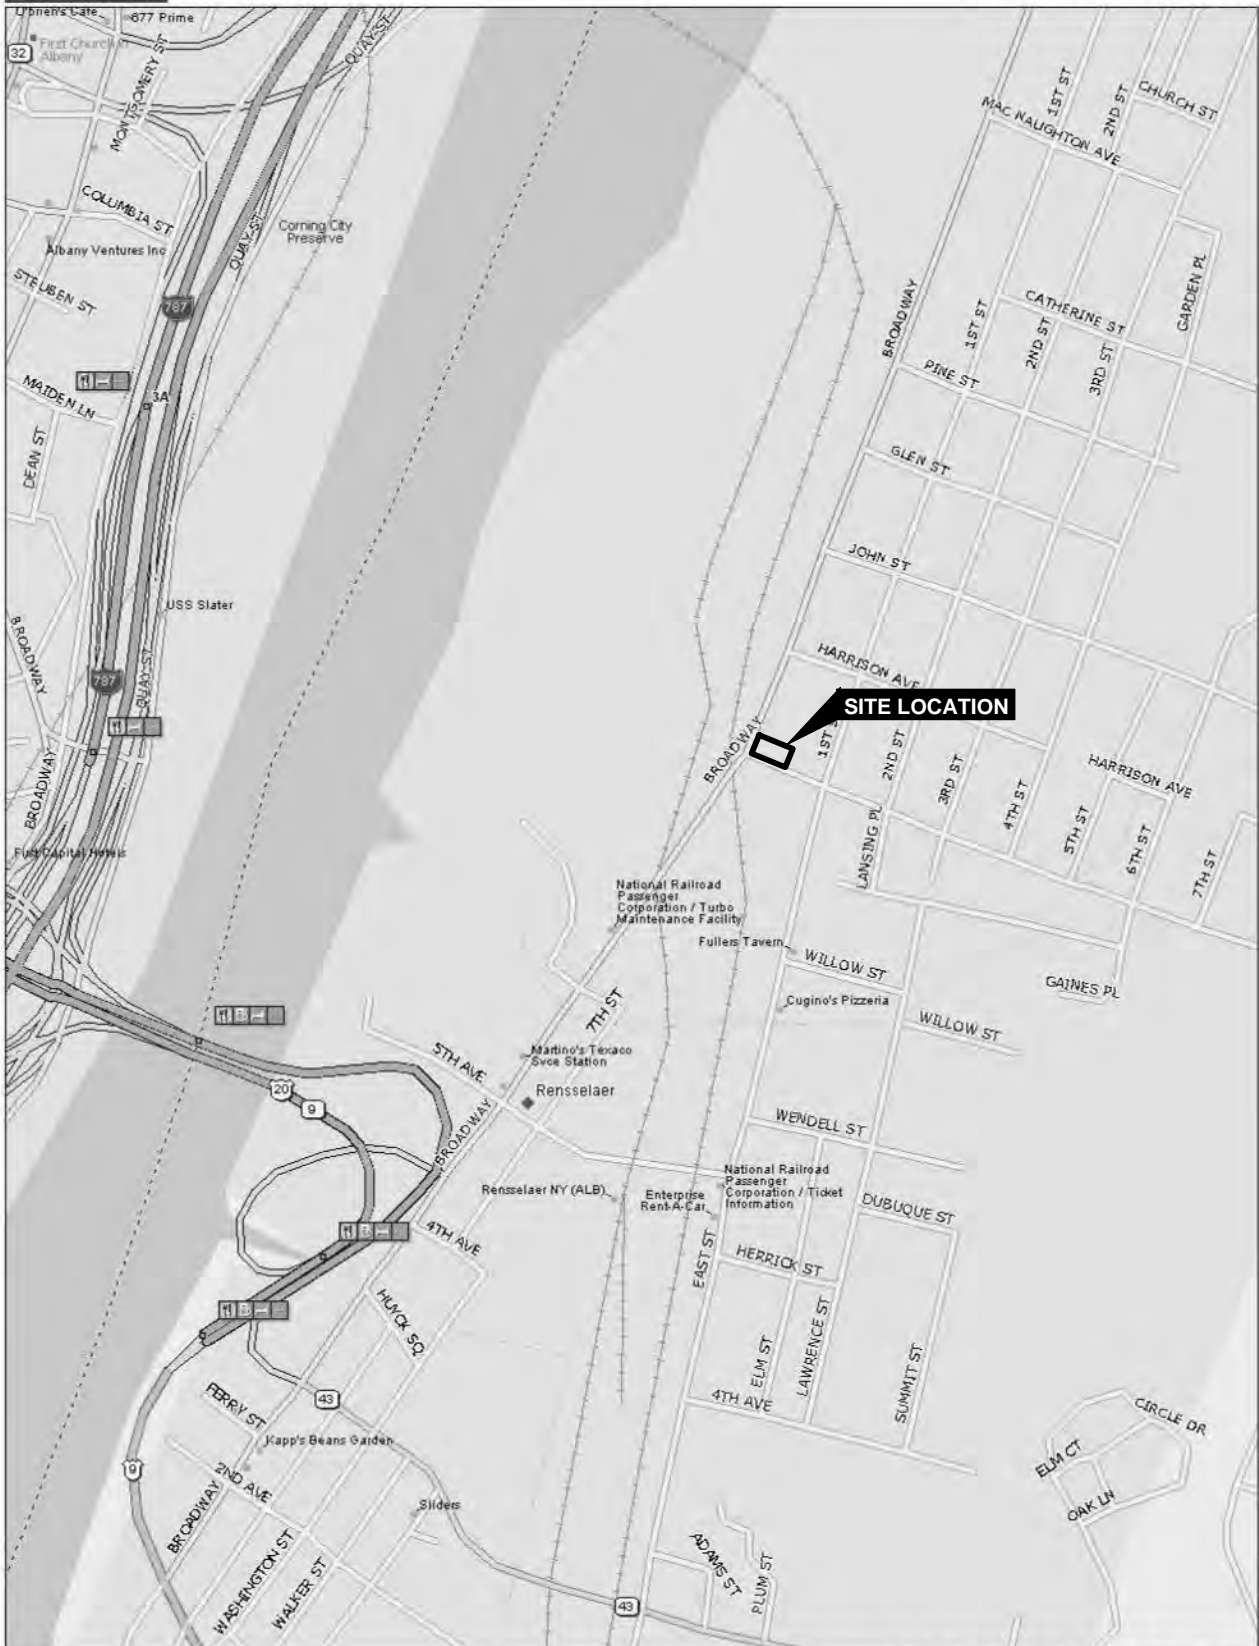 O'Brien's Cafe
677 Prime
QUAY ST
32
First Church in
Albany
MONTGOMERY ST
1ST ST
2ND ST
CHURCH ST
MAC NAUGHTON AVE
COLUMBIA ST
QUAY ST
Corning City
Preserve
Albany Ventures Inc
STEUBEN ST
787
GARDEN PL
BROADWAY
1ST ST
CATHERINE ST
2ND ST
3RD ST
MAIDEN LN
3A
PINE ST
DEAN ST
GLEN ST
JOHN ST
USS Slater
BROADWAY
787
QUAY ST
HARRISON AVE
SITE LOCATION
BROADWAY
1ST S
2ND ST
3RD ST
4TH ST
HARRISON AVE
BROADWAY
5TH ST
6TH ST
7TH ST
LANSING PL
First Capital Hotels
National Railroad
Passenger
Corporation / Turbo
Maintenance Facility
Fullers Tavern
WILLOW ST
GAINES PL
Cugino's Pizzeria
WILLOW ST
7TH ST
5TH AVE
Martino's Texaco
Svce Station
Rensselaer
20
9
BROADWAY
WENDELL ST
National Railroad
Passenger
Corporation / Ticket
Information
Rensselaer NY (ALB)
Enterprise
Rent-A-Car
DUBUQUE ST
4TH AVE
EAST ST
HERRICK ST
HUYCK SQ
ELM ST
LAWRENCE ST
SUMMIT ST
43
4TH AVE
FERRY ST
Kapp's Beans Garden
CIRCLE DR
ELM CT
OAK LN
9
2ND AVE
BROADWAY
Sliders
WASHINGTON ST
WALKER ST
ADAMS ST
PLUM ST
43